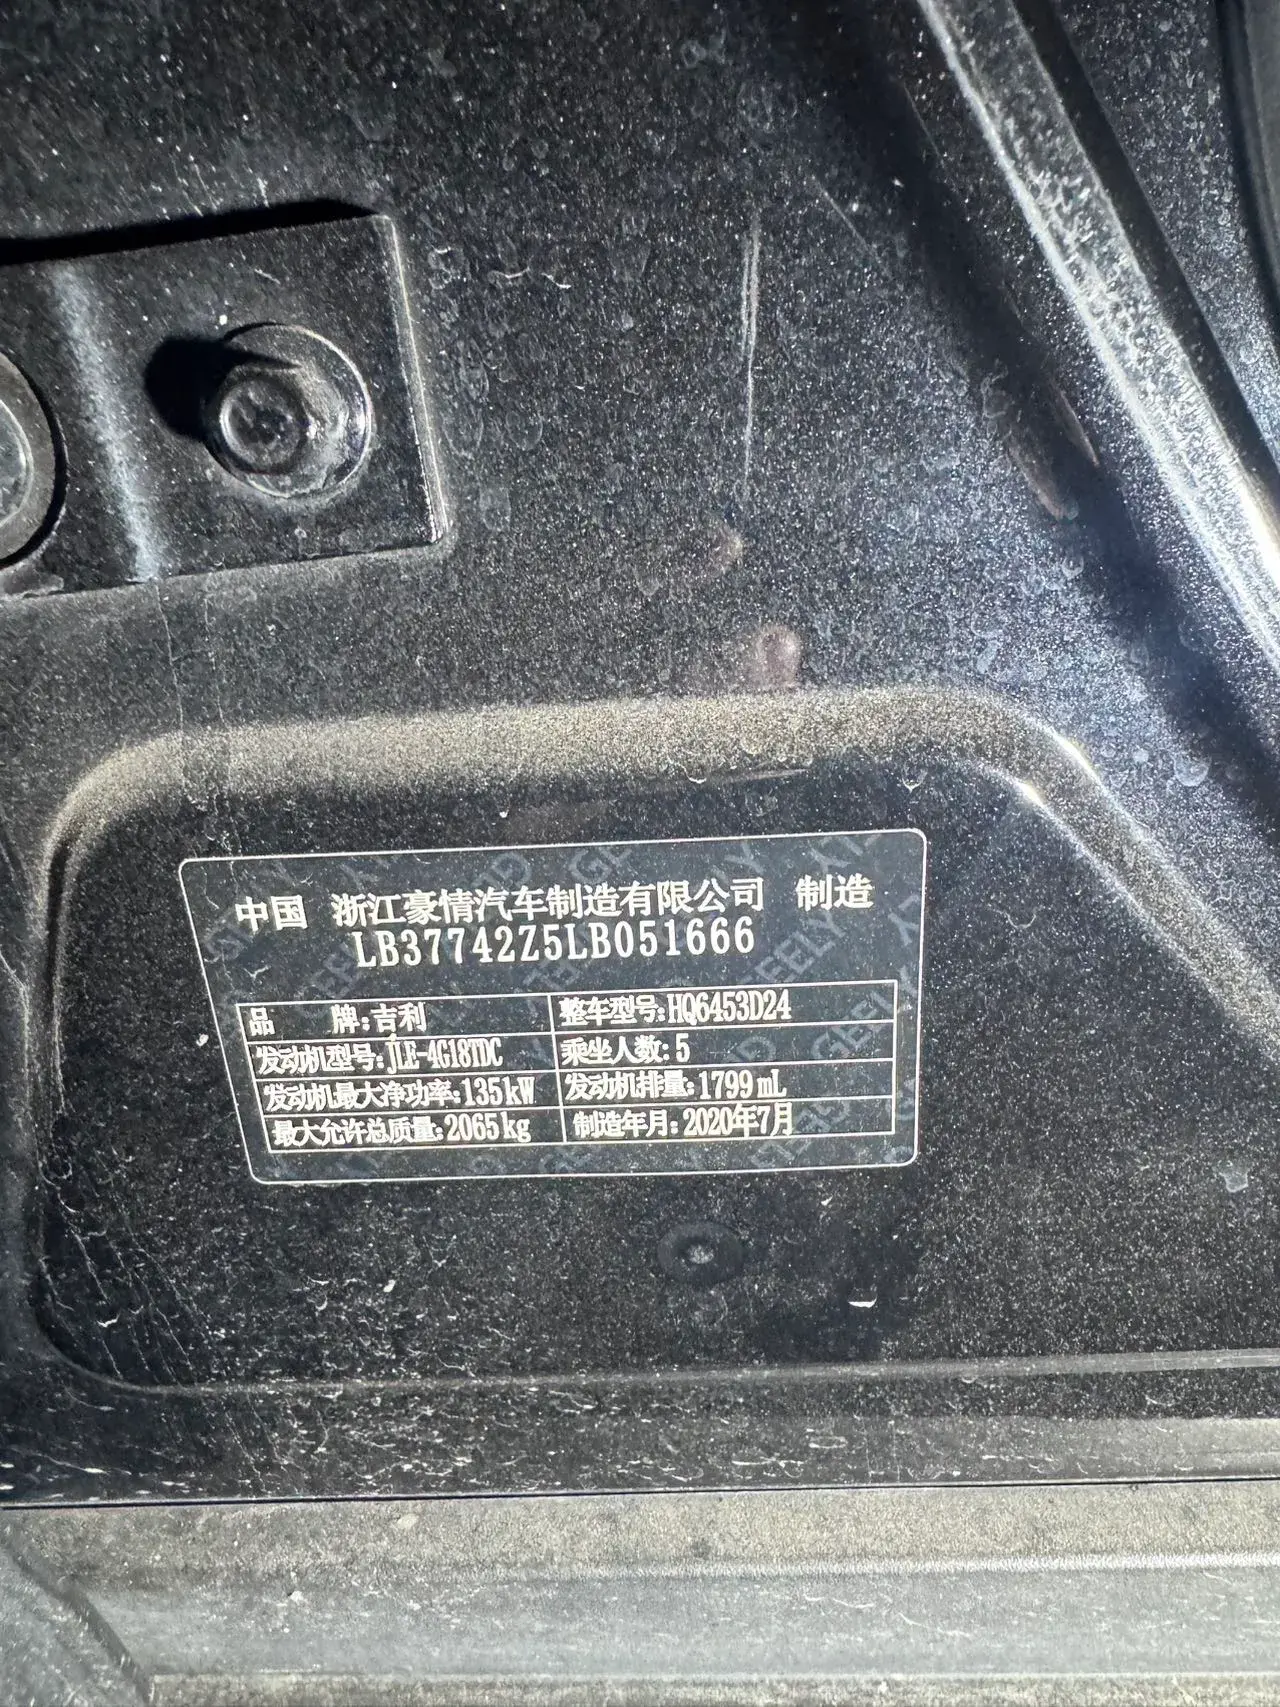 中国 浙江豪情汽车制造有限公司 制造
LB37742Z5LB051666
品 牌:吉利 整车型号:HQ6453D24
发动机型号:JLE-4G18TDC 乘坐人数:5
发动机最大净功率:135kW 发动机排量:1799mL
最大允许总质量:2065kg 制造年月:2020年7月